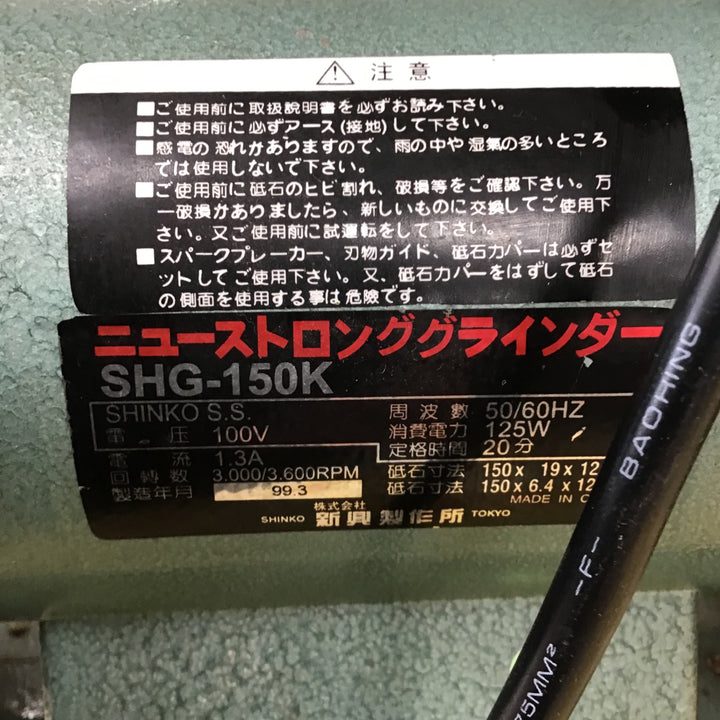 ⚠ 注意
■ご使用前に取扱説明書を必ずお読み下さい。
■ご使用前に必ずアース(接地)して下さい。
■感電の恐れがありますので、雨の中や湿氣の多いところ
では使用しないで下さい。
■ご使用前に砥石のヒビ割れ、破損等をご確認下さい。万
一破損がありましたら、新しいものに交換してご使用下
さい。又ご使用前に試運転をして下さい。
■スパークブレーカー、刃物ガイド、砥石カバーは必ずセ
ットしてご使用下さい。又、砥石カバーをはずして砥石
の側面を使用する事は危険です。
ニューストロンググラインダー
SHG-150K
SHINKO S.S.
電圧 100V
電流 1.3A
回轉数 3.000/3.600RPM
製造年月 99.3
周波數 50/60HZ
消費電力 125W
定格時間 20分
砥石寸法 150x 19x12
砥石寸法 150x6.4x12
MADE IN
SHINKO 株式会社 新興製作所 TOKYO
BAOHING
-F-
75MM²